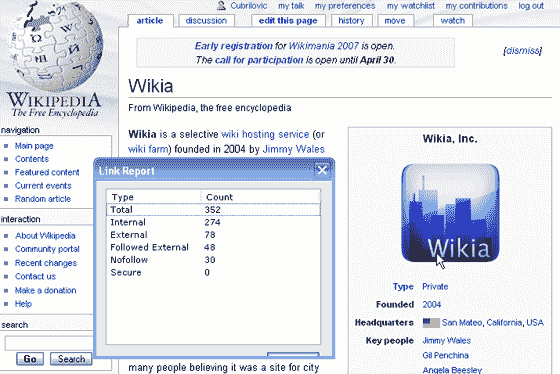 Cubrilovic my talk my preferences my watchlist my contributions log out
article discussion edit this page history move watch
Early registration for Wikimania 2007 is open.
The call for participation is open until April 30.
[dismiss]
WIKIPEDIA
The Free Encyclopedia
navigation
Main page
Contents
Featured content
Current events
Random article
interaction
About Wikipedia
Community portal
Recent changes
Contact us
Make a donation
Help
search
Go Search
Wikia
From Wikipedia, the free encyclopedia
Wikia is a selective wiki hosting service (or
wiki farm) founded in 2004 by Jimmy Wales
Link Report
Type Count
Total 352
Internal 274
External 78
Followed External 48
Nofollow 30
Secure 0
many people believing it was a site for city
Wikia, Inc.
Wikia
Type Private
Founded 2004
Headquarters San Mateo, California, USA
Key people Jimmy Wales
Gil Penchina
Angela Beesley